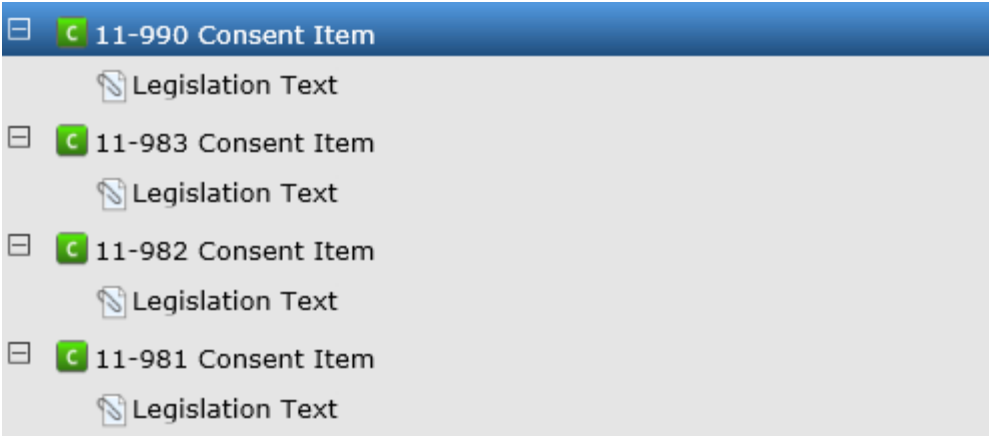 C 11-990 Consent Item
Legislation Text
C 11-983 Consent Item
Legislation Text
C 11-982 Consent Item
Legislation Text
C 11-981 Consent Item
Legislation Text